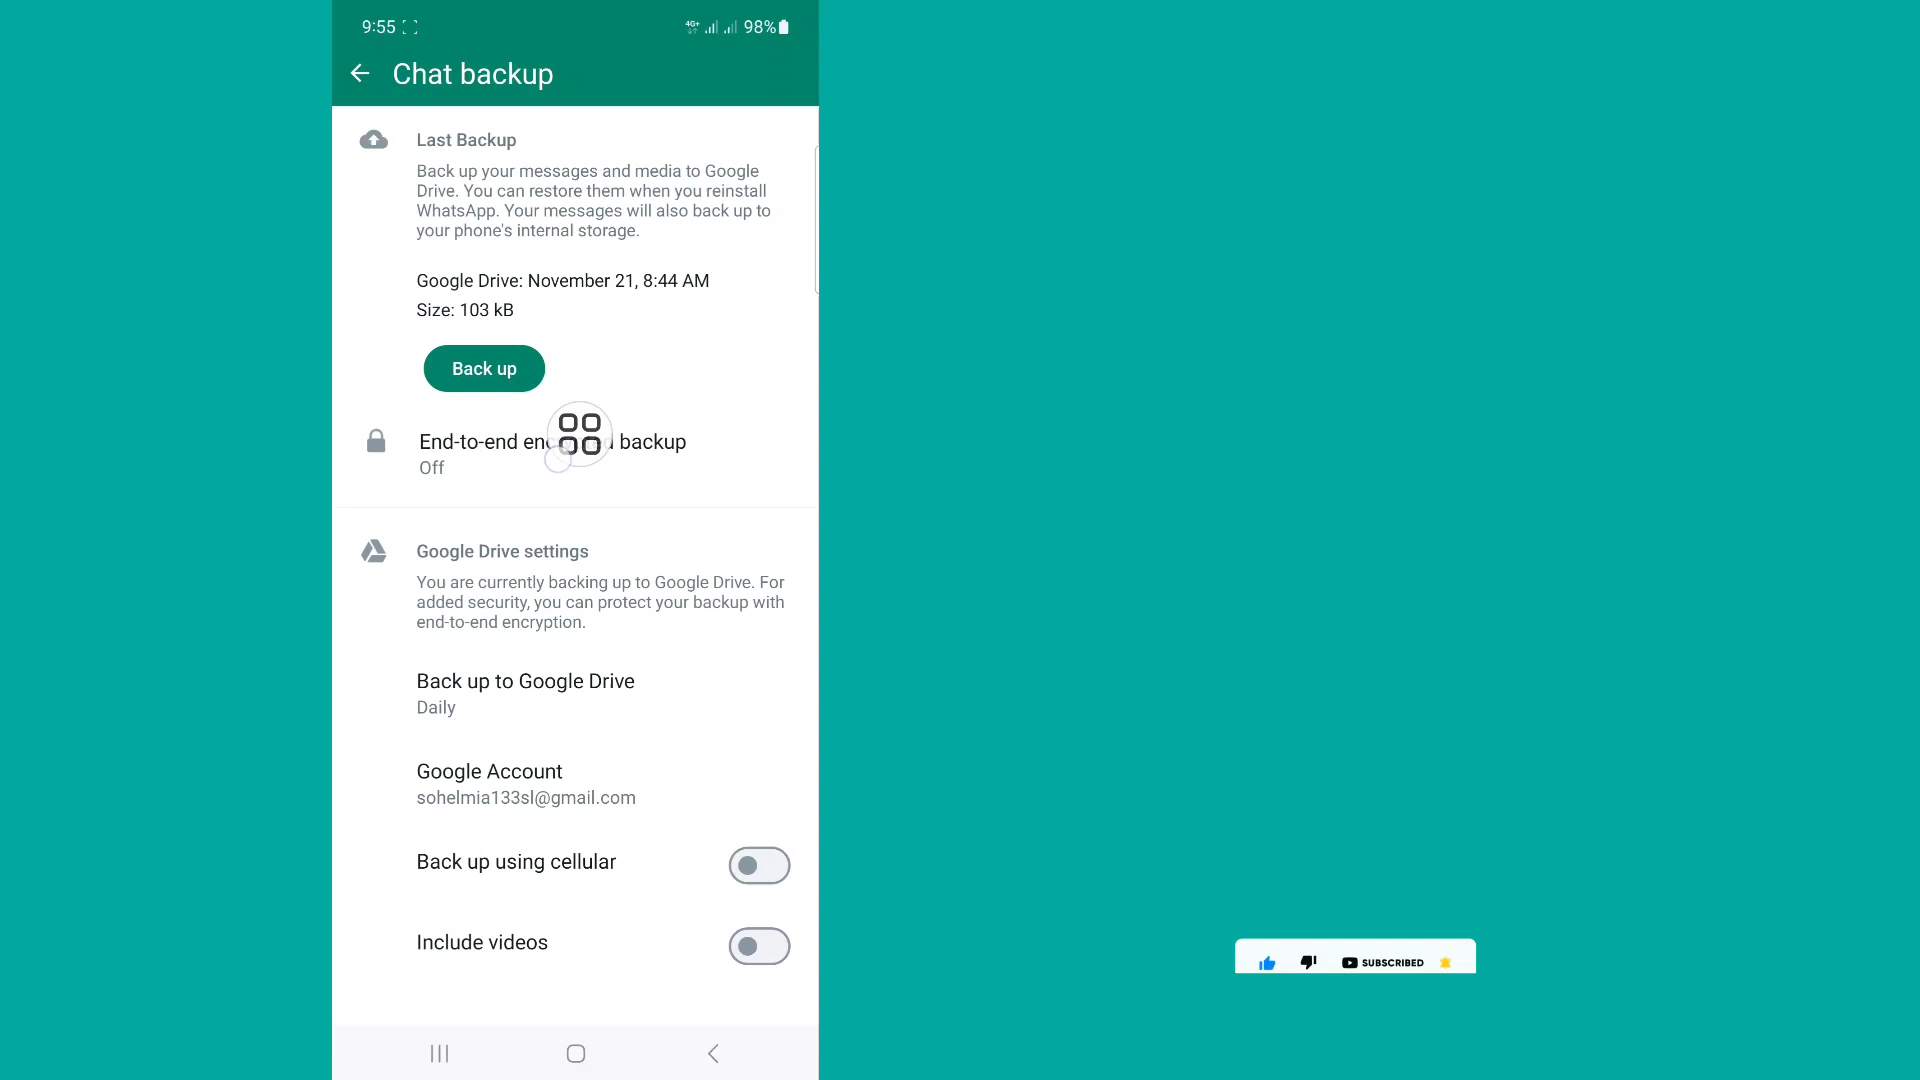 9:55
4G+ 98%
Chat backup
Last Backup
Back up your messages and media to Google
Drive. You can restore them when you reinstall
WhatsApp. Your messages will also back up to
your phone's internal storage.
Google Drive: November 21, 8:44 AM
Size: 103 kB
Back up
End-to-end encrypted backup
Off
Google Drive settings
You are currently backing up to Google Drive. For
added security, you can protect your backup with
end-to-end encryption.
Back up to Google Drive
Daily
Google Account
sohelmia133sl@gmail.com
Back up using cellular
Include videos
SUBSCRIBED